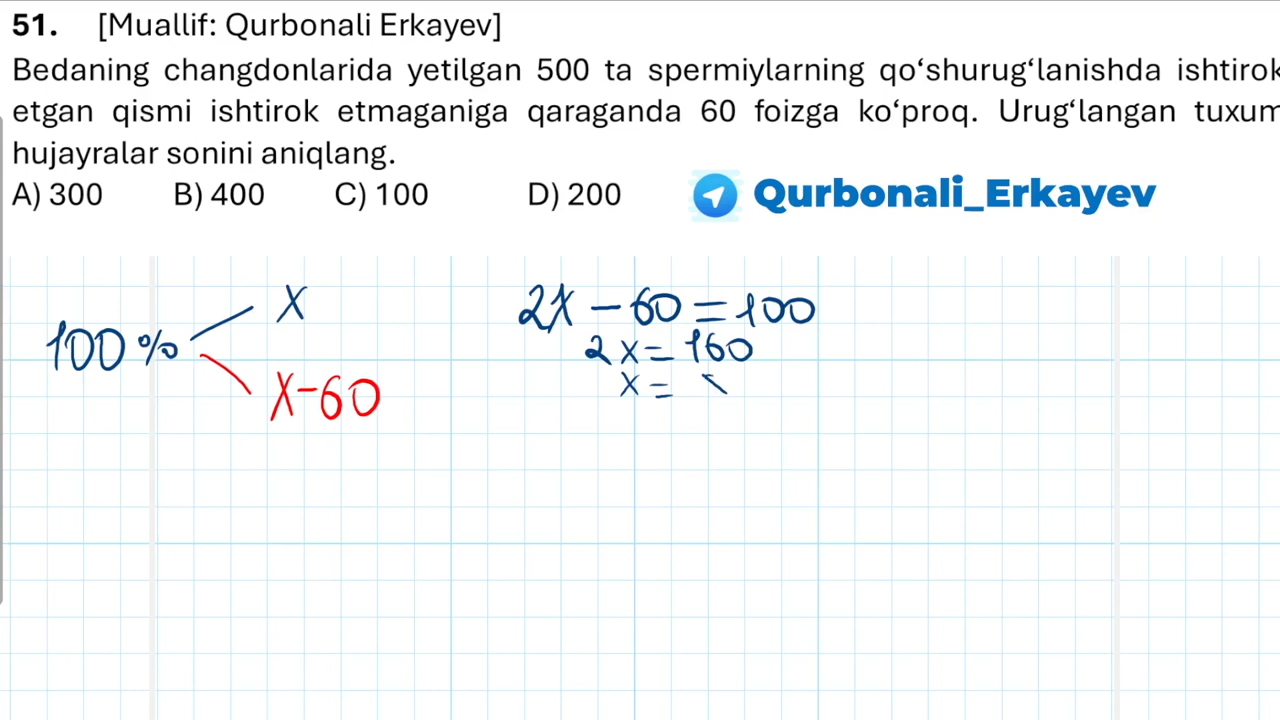 51. [Muallif: Qurbonali Erkayev]
Bedaning changdonlarida yetilgan 500 ta spermiylarning qo‘shurug‘lanishda ishtirok
etgan qismi ishtirok etmaganiga qaraganda 60 foizga ko‘proq. Urug‘langan tuxum
hujayralar sonini aniqlang.
A) 300 B) 400 C) 100 D) 200
Qurbonali_Erkayev
100% x
x-60
2x - 60 = 100
2x = 160
x =